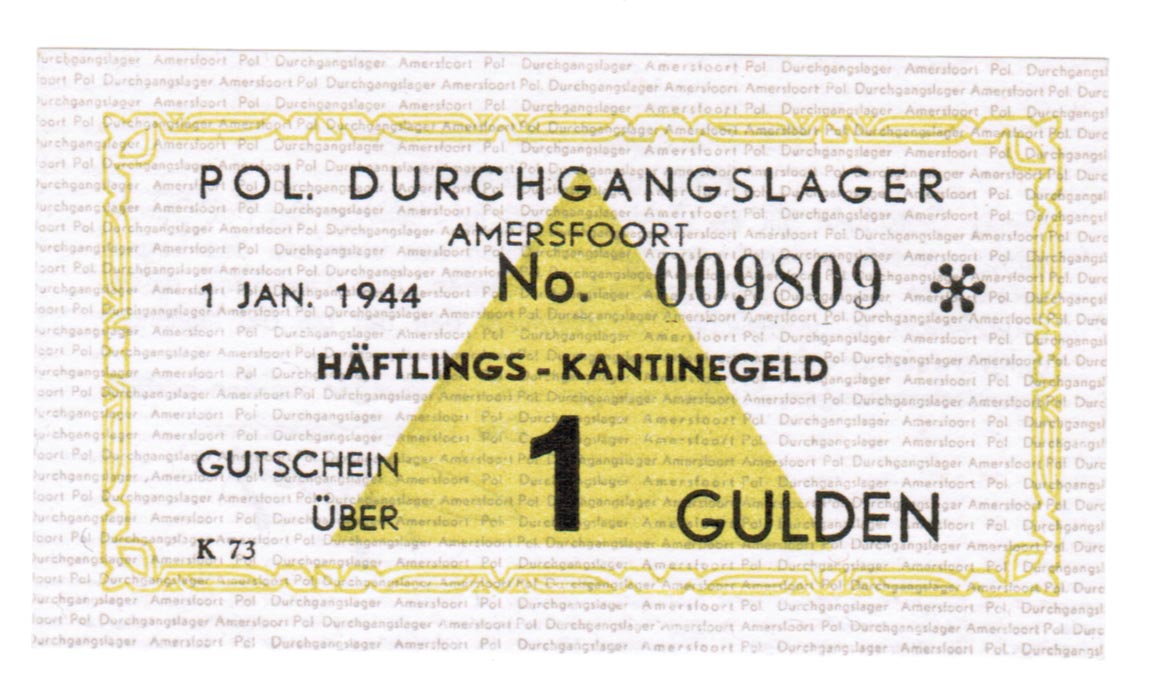 POL. DURCHGANGSLAGER
AMERSFOORT
1 JAN. 1944 No. 009809 *
HÄFTLINGS - KANTINEGELD
GUTSCHEIN
ÜBER 1 GULDEN
K 73